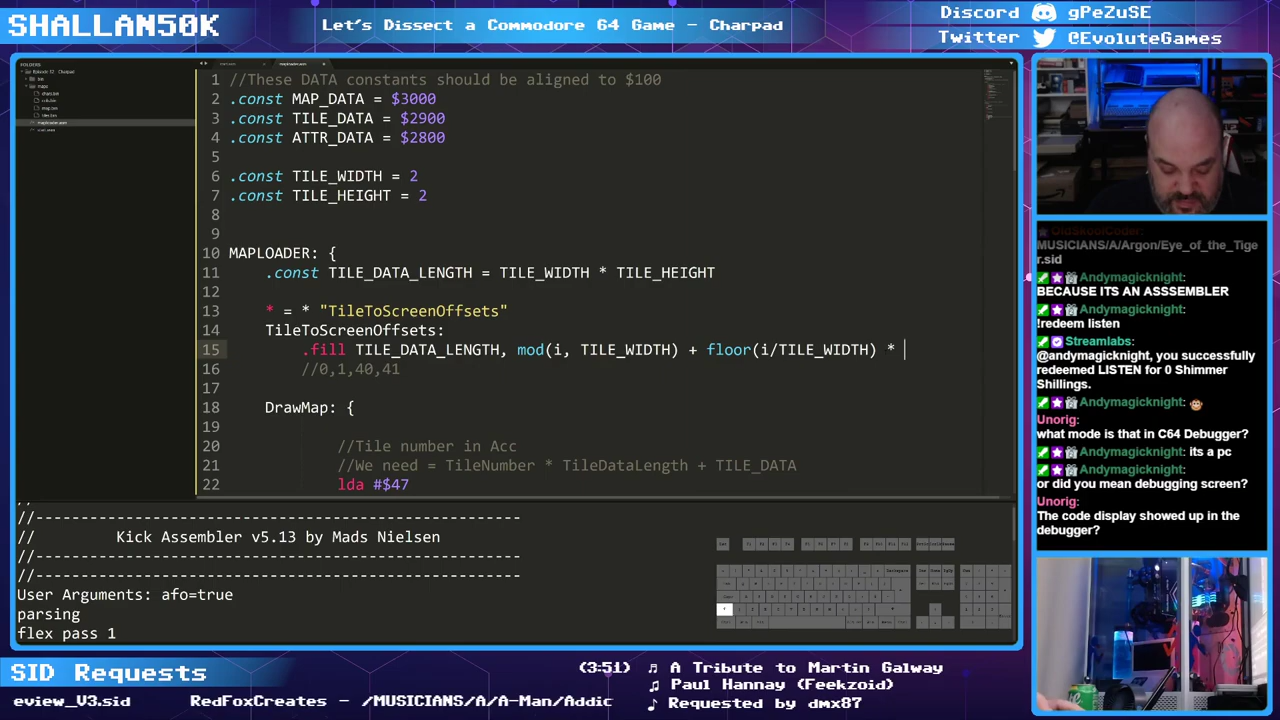 SHALLAN50K
Let's Dissect a Commodore 64 Game - Charpad
Discord gPeZuSE
Twitter @EvoluteGames
FOLDERS
1 //These DATA constants should be aligned to $100
2 .const MAP_DATA = $3000
3 .const TILE_DATA = $2900
4 .const ATTR_DATA = $2800
5
6 .const TILE_WIDTH = 2
7 .const TILE_HEIGHT = 2
8
9
10 MAPLOADER: {
11 .const TILE_DATA_LENGTH = TILE_WIDTH * TILE_HEIGHT
12
13 * = * "TileToScreenOffsets"
14 TileToScreenOffsets:
15 .fill TILE_DATA_LENGTH, mod(i, TILE_WIDTH) + floor(i/TILE_WIDTH) *
16 //0,1,40,41
17
18 DrawMap: {
19
20 //Tile number in Acc
21 //We need = TileNumber * TileDataLength + TILE_DATA
22 lda #$47
//------------------------------------------------------
// Kick Assembler v5.13 by Mads Nielsen
//------------------------------------------------------
//------------------------------------------------------
User Arguments: afo=true
parsing
flex pass 1
OldSkoolCoder:
MUSICIANS/A/Argon/Eye_of_the_Tige
r.sid
Andymagicknight:
BECAUSE ITS AN ASSSEMBLER
Andymagicknight:
!redeem listen
Streamlabs:
@andymagicknight, you successfully
redeemed LISTEN for 0 Shimmer
Shillings.
Andymagicknight:
Unorig:
what mode is that in C64 Debugger?
Andymagicknight: its a pc
Andymagicknight:
or did you mean debugging screen?
Unorig:
The code display showed up in the
debugger?
SID Requests
eview_V3.sid RedFoxCreates - /MUSICIANS/A/A-Man/Addic
(3:51) A Tribute to Martin Galway
Paul Hannay (Feekzoid)
Requested by dmx87